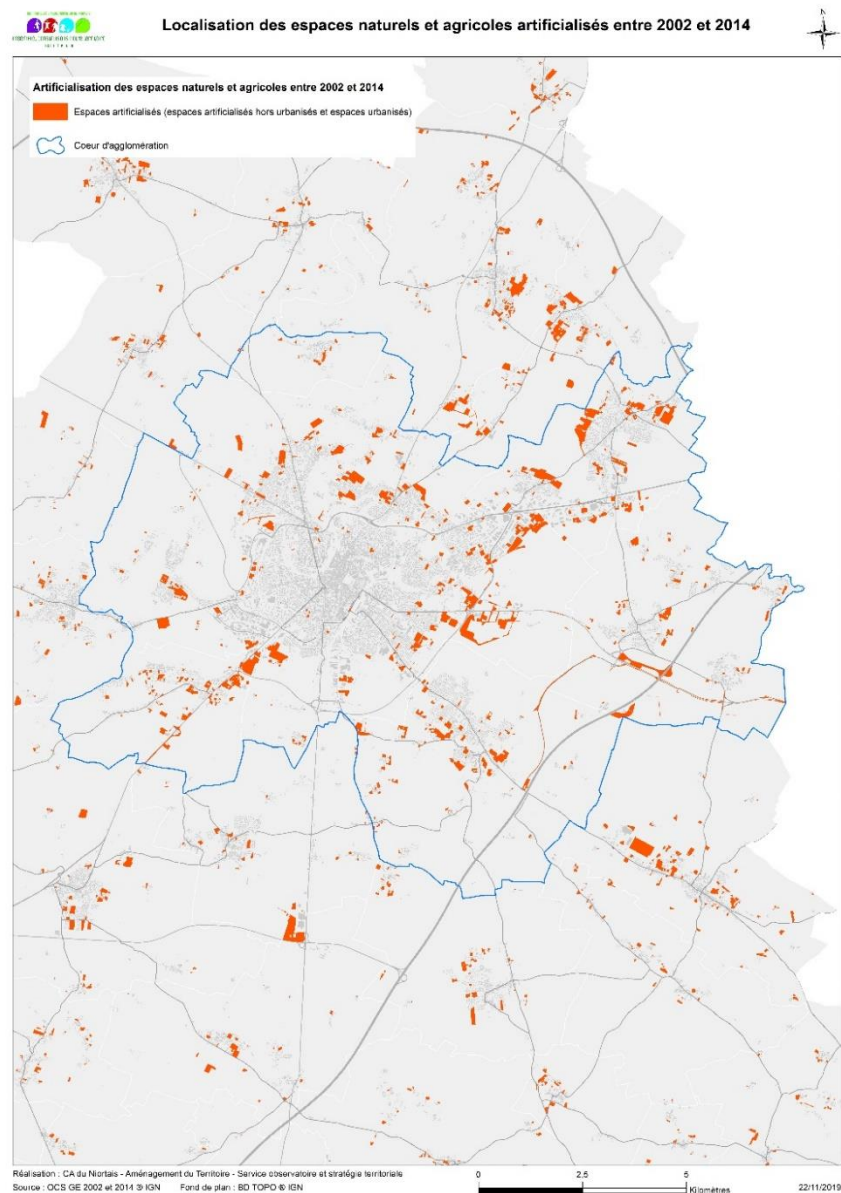 Localisation des espaces naturels et agricoles artificialisés entre 2002 et 2014
N
Artificialisation des espaces naturels et agricoles entre 2002 et 2014
Espaces artificialisés (espaces artificialisés hors urbanisés et espaces urbanisés)
Coeur d'agglomération
Réalisation : CA du Niortais - Aménagement du Territoire - Service observatoire et stratégie territoriale
Source : OCS GE 2002 et 2014 ® IGN Fond de plan : BD TOPO ® IGN
0 2,5 5
Kilomètres
22/11/2019